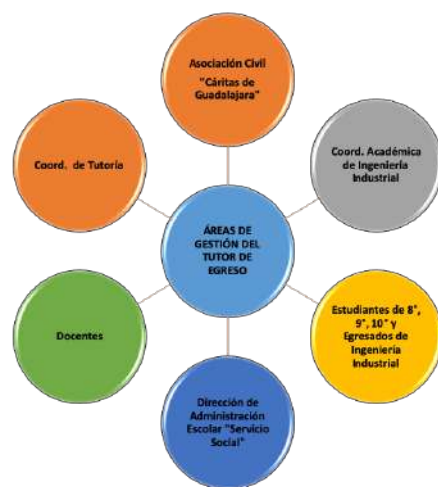 Asociación Civil
"Cáritas de
Guadalajara"
Coord. de Tutoría
Coord. Académica
de Ingeniería
Industrial
ÁREAS DE
GESTIÓN DEL
TUTOR DE
EGRESO
Docentes
Estudiantes de 8°,
9°, 10° y
Egresados de
Ingeniería
Industrial
Dirección de
Administración
Escolar "Servicio
Social"